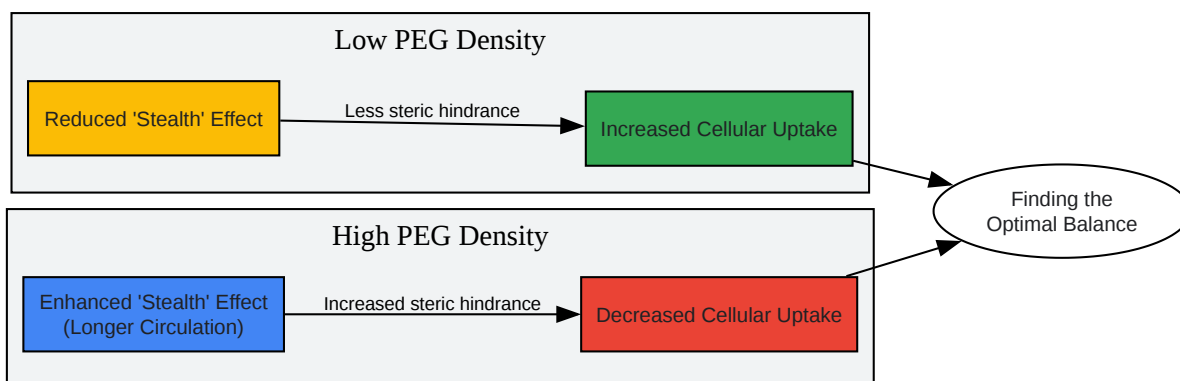 Low PEG Density
Reduced 'Stealth' Effect
Less steric hindrance
Increased Cellular Uptake
High PEG Density
Enhanced 'Stealth' Effect
(Longer Circulation)
Increased steric hindrance
Decreased Cellular Uptake
Finding the
Optimal Balance